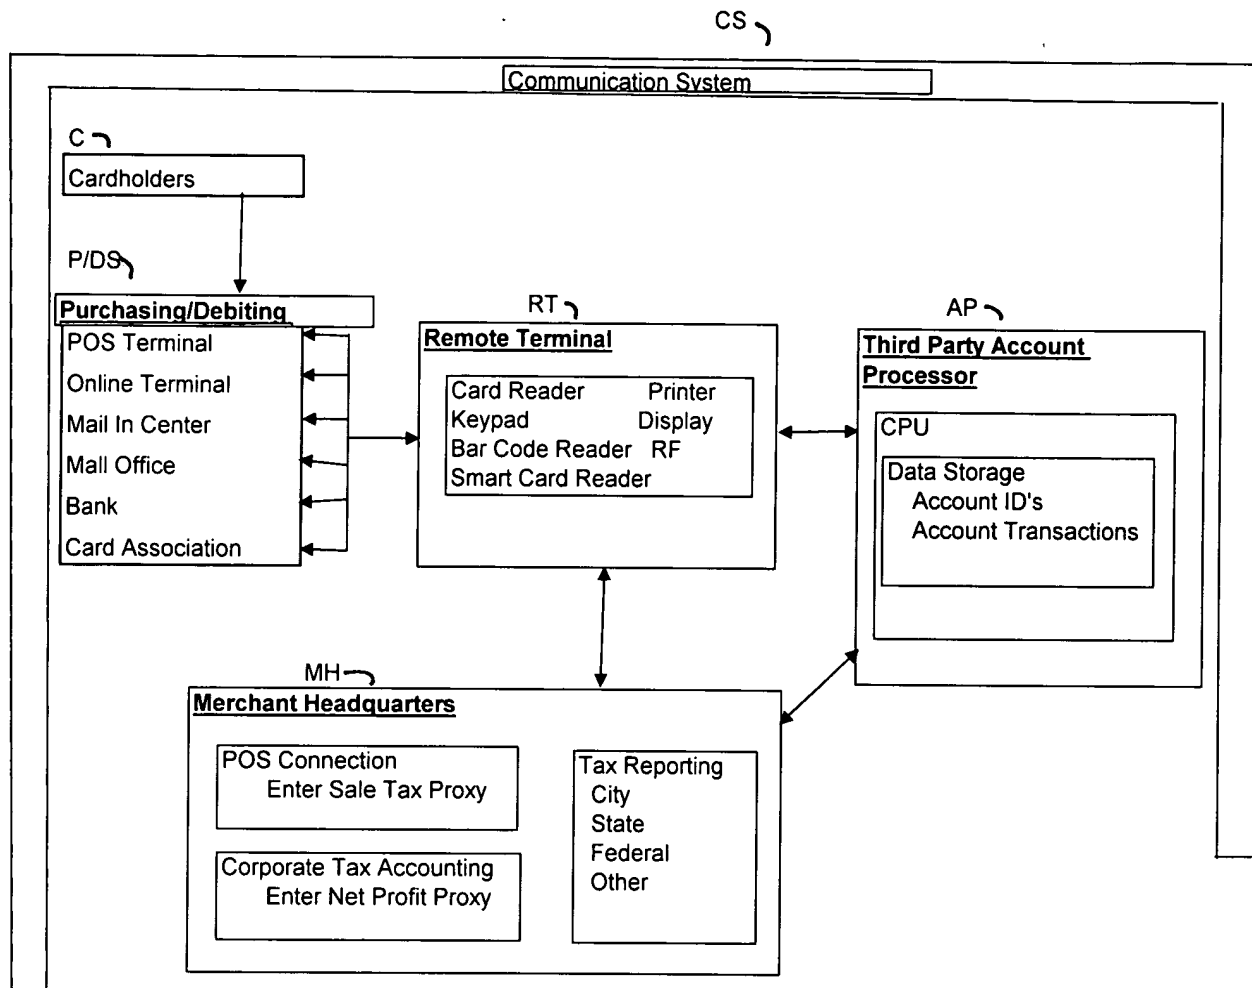 CS
Communication System
C
Cardholders
P/DS
Purchasing/Debiting
POS Terminal
Online Terminal
Mail In Center
Mall Office
Bank
Card Association
RT
Remote Terminal
Card Reader Printer
Keypad Display
Bar Code Reader RF
Smart Card Reader
AP
Third Party Account
Processor
CPU
Data Storage
Account ID's
Account Transactions
MH
Merchant Headquarters
POS Connection
Enter Sale Tax Proxy
Corporate Tax Accounting
Enter Net Profit Proxy
Tax Reporting
City
State
Federal
Other